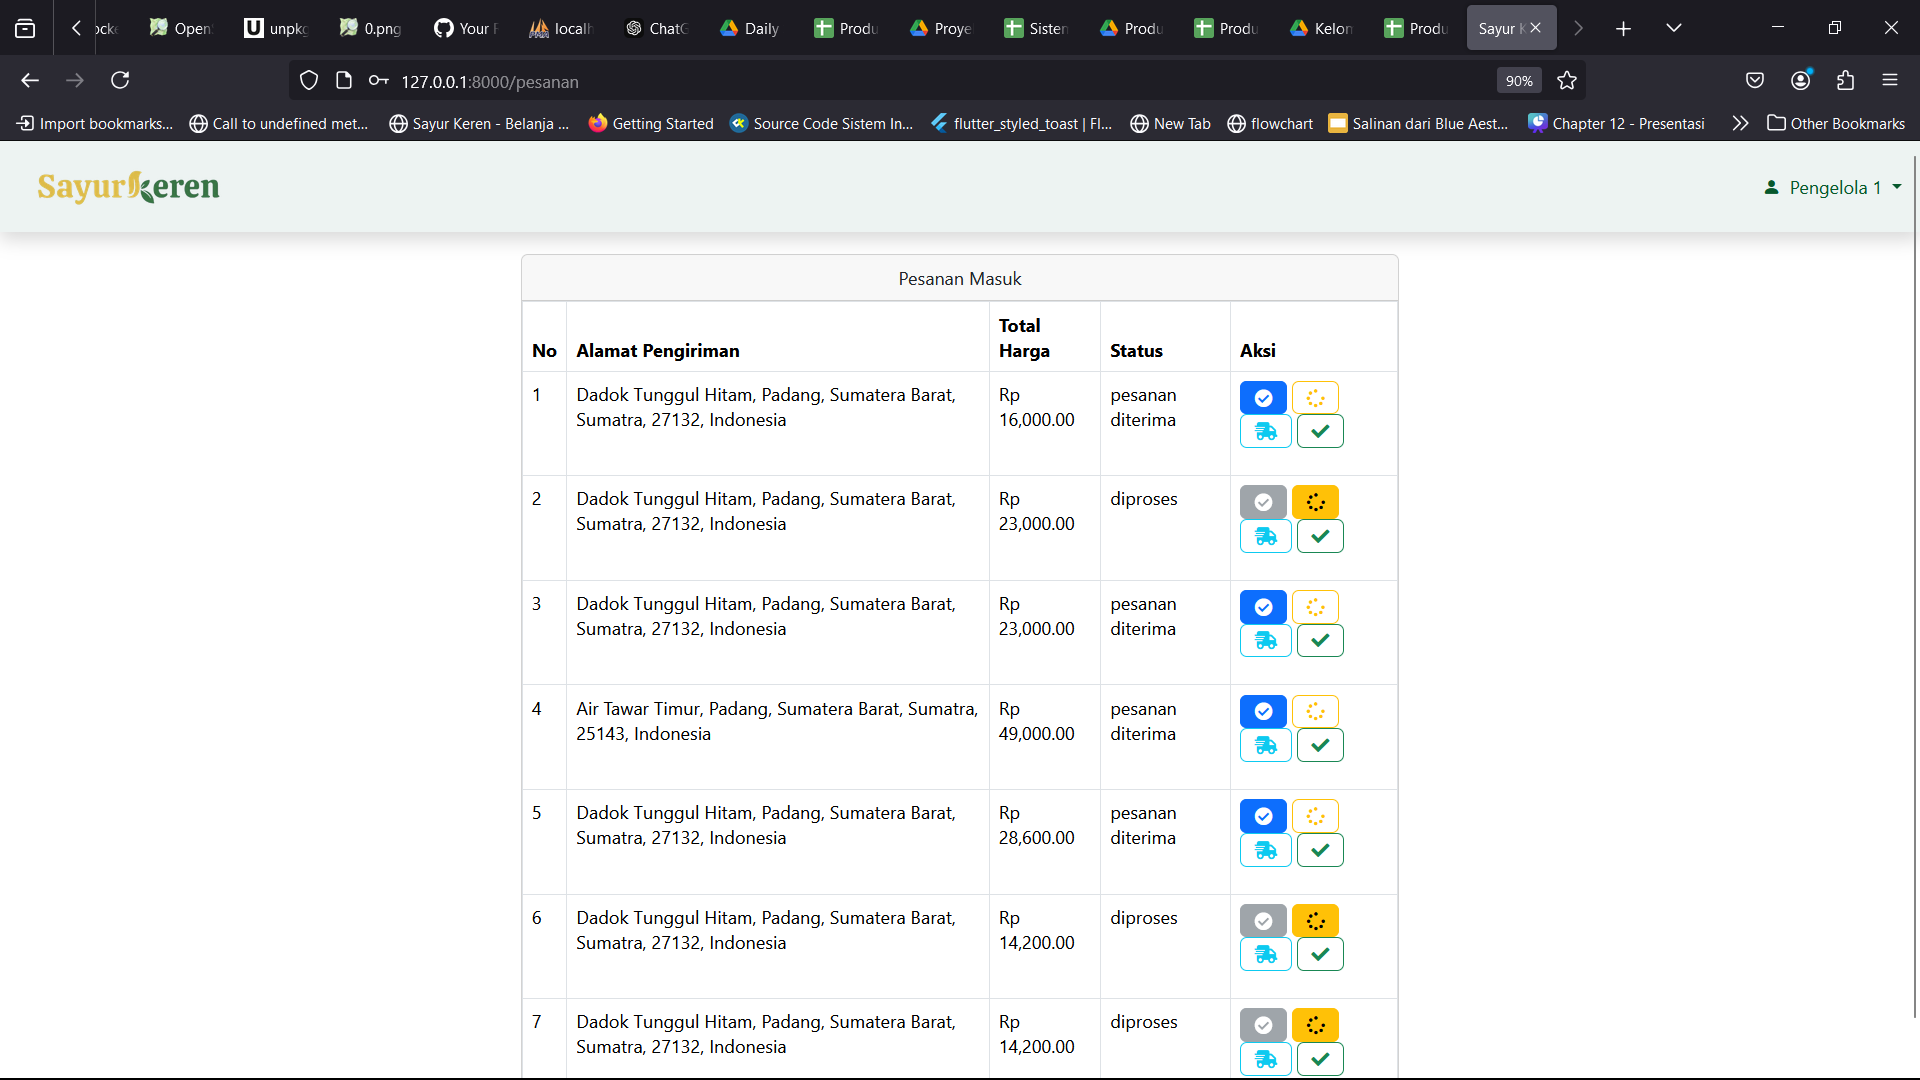 ocke
Open
unpkg
0.png
Your
localh
ChatG
Daily
Produ
Proye
Sister
Produ
Produ
Kelom
Produ
Sayur K
127.0.0.1:8000/pesanan
90%
Import bookmarks...
Call to undefined met...
Sayur Keren - Belanja ...
Getting Started
Source Code Sistem In...
flutter_styled_toast | Fl...
New Tab
flowchart
Salinan dari Blue Aest...
Chapter 12 - Presentasi
Other Bookmarks
Sayurkeren
Pengelola 1
Pesanan Masuk
No Alamat Pengiriman Total Harga Status Aksi
1 Dadok Tunggul Hitam, Padang, Sumatera Barat, Rp pesanan
Sumatra, 27132, Indonesia 16,000.00 diterima
2 Dadok Tunggul Hitam, Padang, Sumatera Barat, Rp diproses
Sumatra, 27132, Indonesia 23,000.00
3 Dadok Tunggul Hitam, Padang, Sumatera Barat, Rp pesanan
Sumatra, 27132, Indonesia 23,000.00 diterima
4 Air Tawar Timur, Padang, Sumatera Barat, Sumatra, Rp pesanan
25143, Indonesia 49,000.00 diterima
5 Dadok Tunggul Hitam, Padang, Sumatera Barat, Rp pesanan
Sumatra, 27132, Indonesia 28,600.00 diterima
6 Dadok Tunggul Hitam, Padang, Sumatera Barat, Rp diproses
Sumatra, 27132, Indonesia 14,200.00
7 Dadok Tunggul Hitam, Padang, Sumatera Barat, Rp diproses
Sumatra, 27132, Indonesia 14,200.00